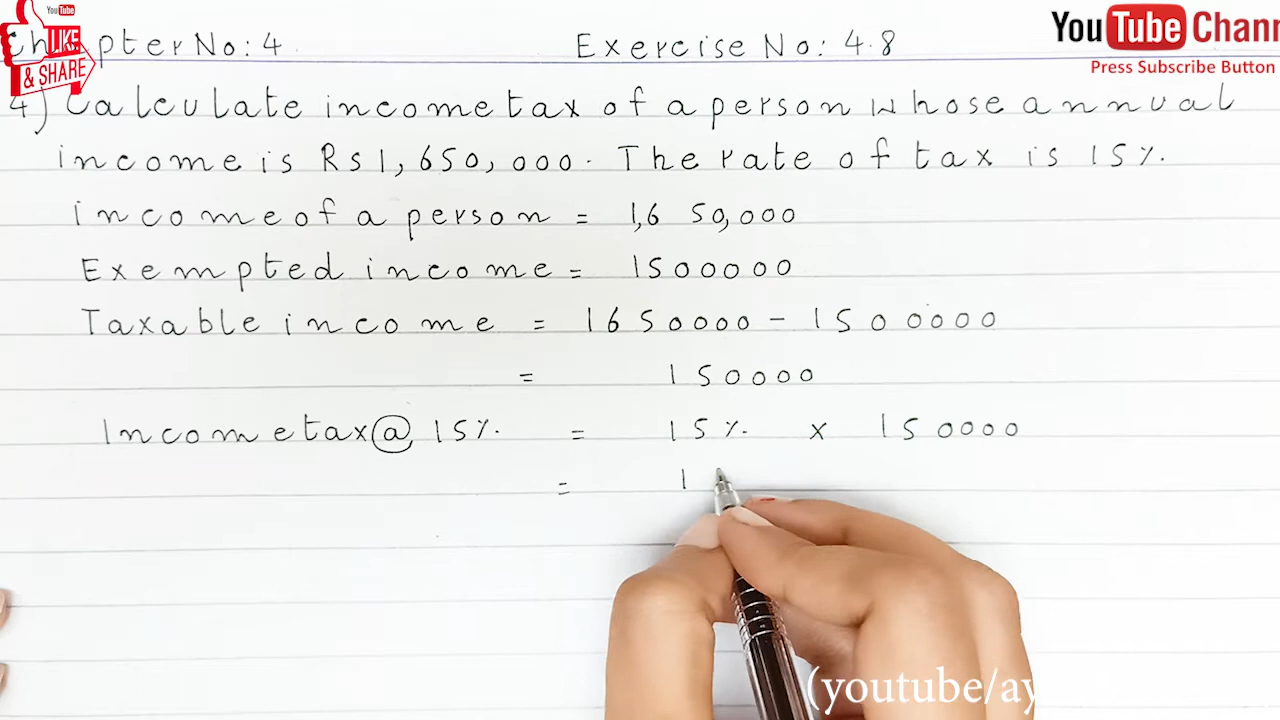 YouTube
LIKE
& SHARE
YouTube Chann
Press Subscribe Button
Chapter No: 4 Exercise No: 4.8
4) Calculate income tax of a person whose annual
income is Rs 1,650,000. The rate of tax is 15%.
income of a person = 1,650,000
Exempted income = 1500000
Taxable income = 1650000 - 1500000
= 150000
Income tax @ 15% = 15% x 150000
= 1
(youtube/ay